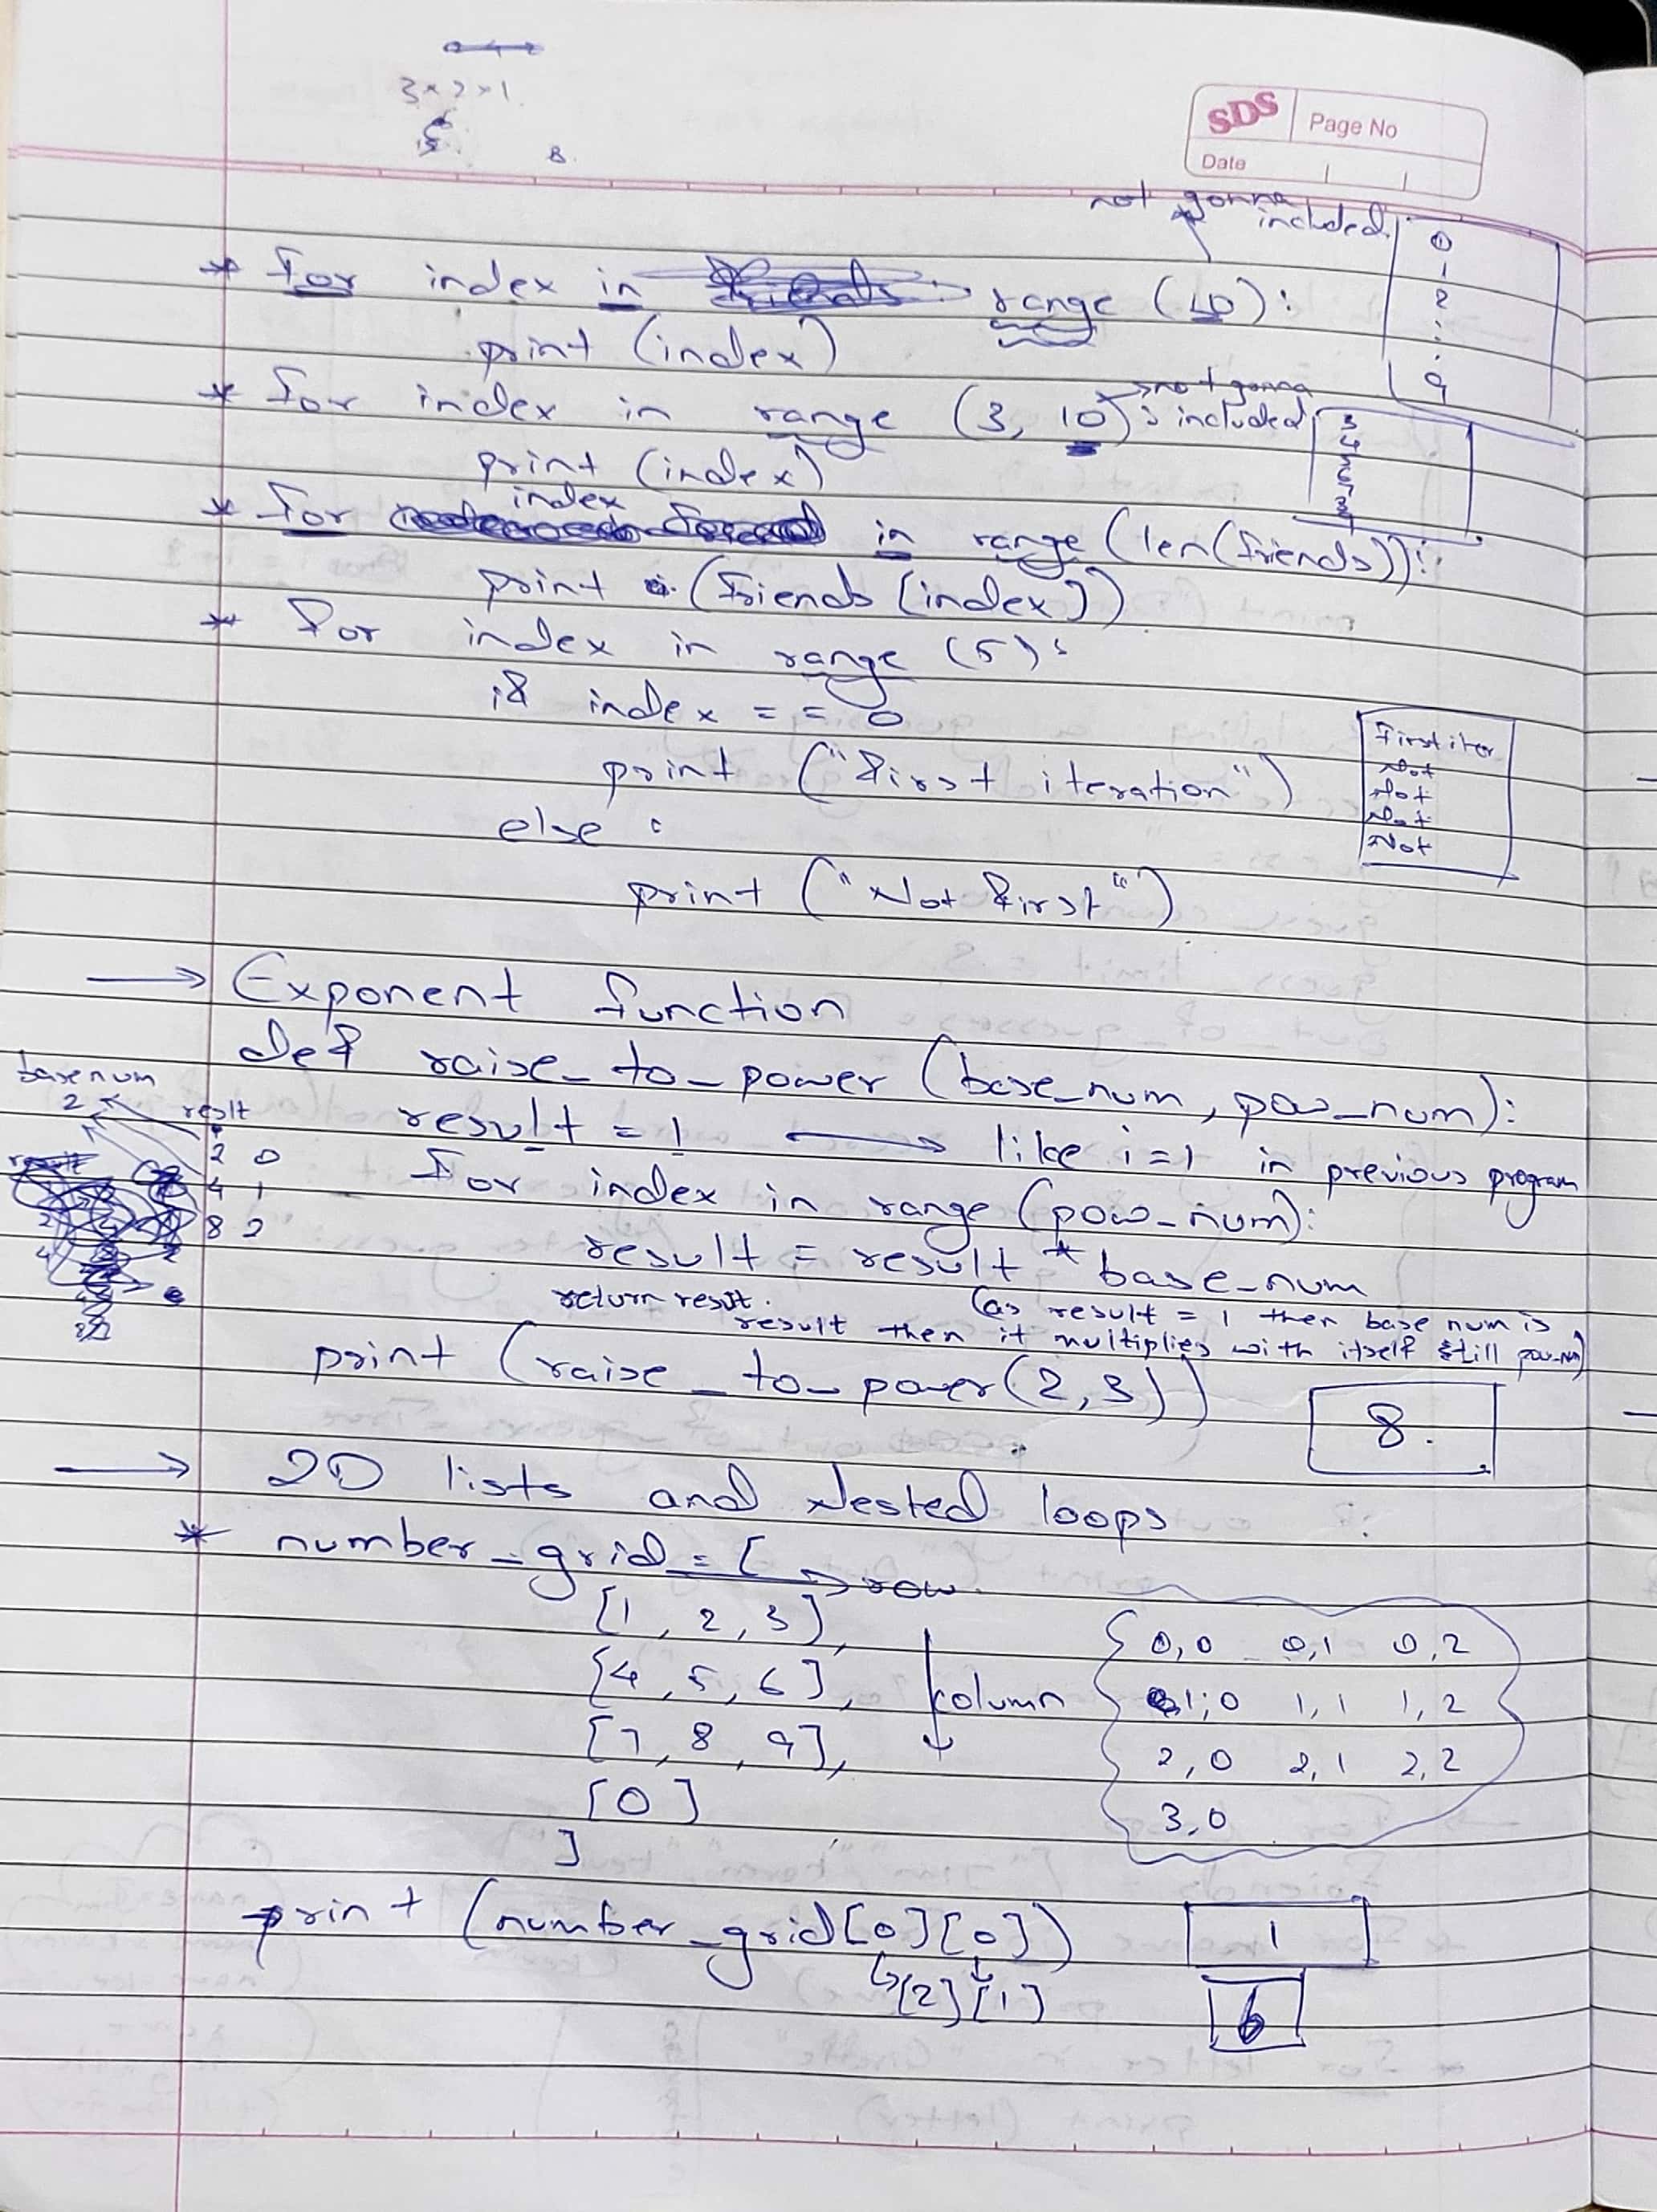 3 x 2 x 1
SDS Page No
Date
not gonna included
* For index in range (10):
print (index)
0
1
2
:
.
9
* For index in range (3, 10): not gonna included
print (index)
3
4
5
6
7
8
9
* For index in range (len(friends)):
print (friends [index])
* For index in range (5):
if index == 0
print ("first iteration")
else :
print ("Not first")
First iter
Not
Not
Not
Not
→ Exponent function
def raise_to_power (base_num, pow_num):
result = 1 → like i=1 in previous program
For index in range (pow_num):
result = result * base_num
return result.
(as result = 1 then base num is
result then it multiplies with itself still pow_num)
base num
2 reslt
2 0
4 1
8 2
print (raise_to_power(2,3))
8.
→ 2D lists and Nested loops
* number_grid = [ → row
[1, 2, 3],
[4, 5, 6],
[7, 8, 9],
[0]
]
column
0,0 0,1 0,2
1,0 1,1 1,2
2,0 2,1 2,2
3,0
print (number_grid[0][0])
1
[2][1]
6